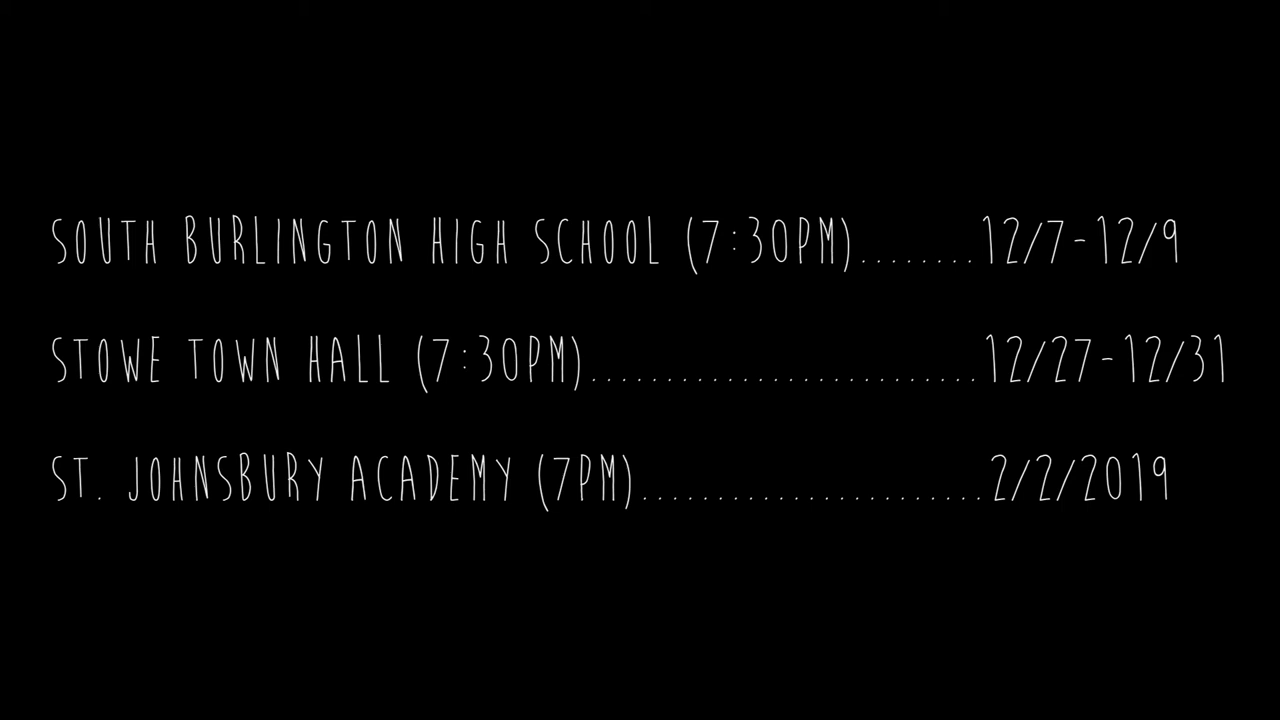 SOUTH BURLINGTON HIGH SCHOOL (7:30PM)........12/7-12/9
STOWE TOWN HALL (7:30PM)..........................12/27-12/31
ST. JOHNSBURY ACADEMY (7PM).......................2/2/2019